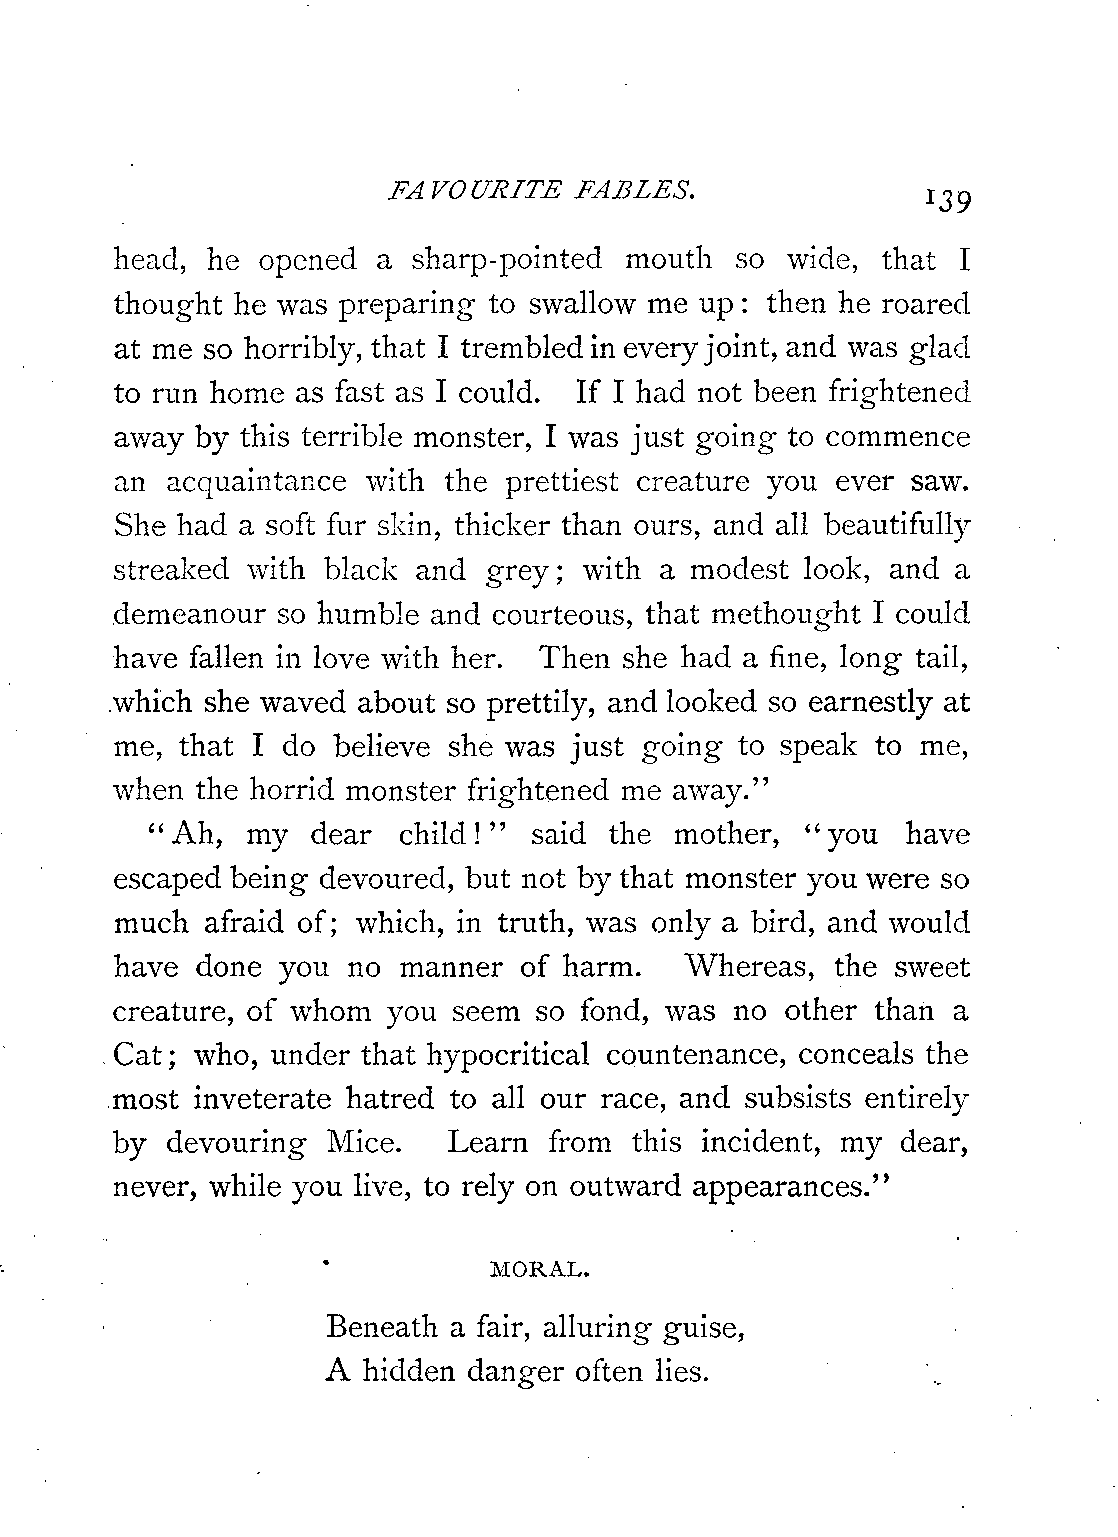 FAVOURITE FABLES.
139
head, he opened a sharp-pointed mouth so wide, that I
thought he was preparing to swallow me up: then he roared
at me so horribly, that I trembled in every joint, and was glad
to run home as fast as I could. If I had not been frightened
away by this terrible monster, I was just going to commence
an acquaintance with the prettiest creature you ever saw.
She had a soft fur skin, thicker than ours, and all beautifully
streaked with black and grey; with a modest look, and a
demeanour so humble and courteous, that methought I could
have fallen in love with her. Then she had a fine, long tail,
which she waved about so prettily, and looked so earnestly at
me, that I do believe she was just going to speak to me,
when the horrid monster frightened me away."
"Ah, my dear child!" said the mother, "you have
escaped being devoured, but not by that monster you were so
much afraid of; which, in truth, was only a bird, and would
have done you no manner of harm. Whereas, the sweet
creature, of whom you seem so fond, was no other than a
Cat; who, under that hypocritical countenance, conceals the
most inveterate hatred to all our race, and subsists entirely
by devouring Mice. Learn from this incident, my dear,
never, while you live, to rely on outward appearances."
MORAL.
Beneath a fair, alluring guise,
A hidden danger often lies.